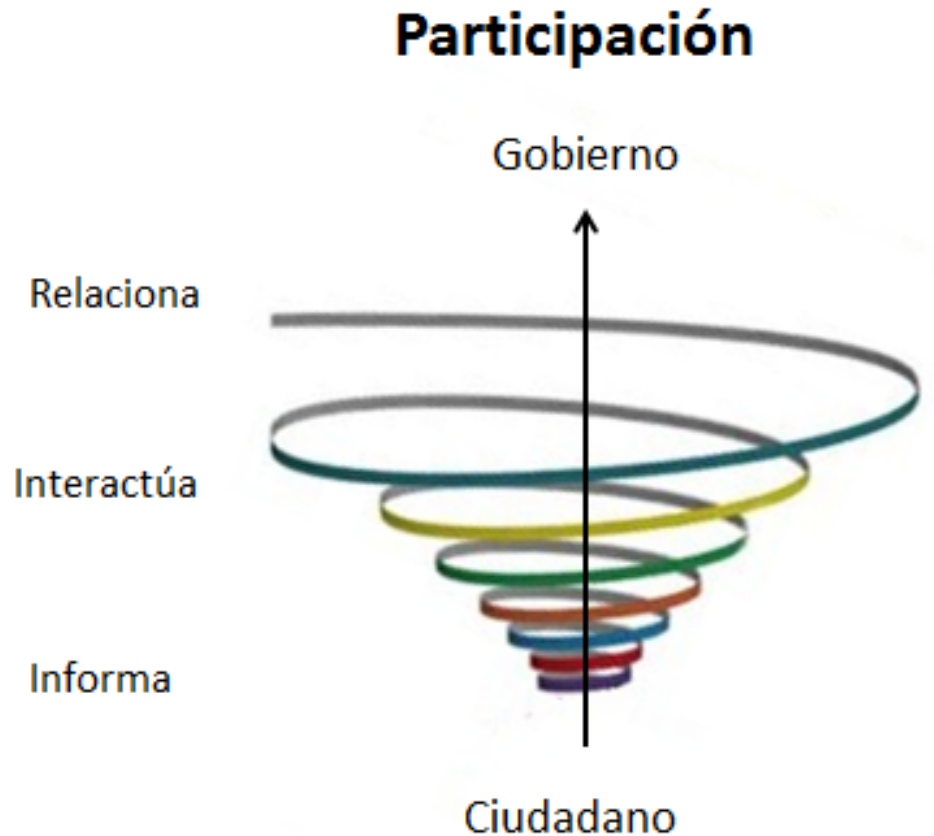 Participación
Gobierno
Relaciona
Interactúa
Informa
Ciudadano